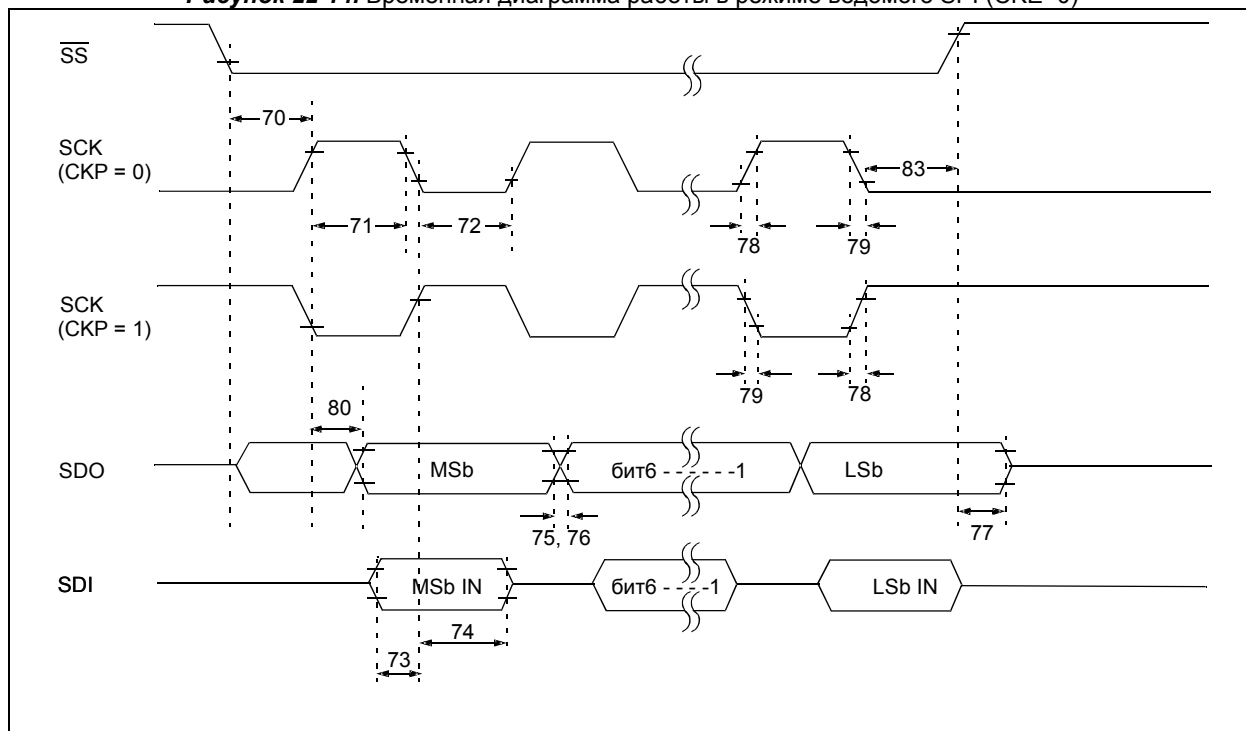 Рисунок 22-14. Временная диаграмма работы в режиме ведомого SPI (CKE=0)
SS
70
SCK
(CKP = 0)
83
71
72
78
79
SCK
(CKP = 1)
79
78
80
SDO
MSb
бит6 - - - - - -1
LSb
75, 76
77
SDI
MSb IN
бит6 - - - - -1
LSb IN
74
73